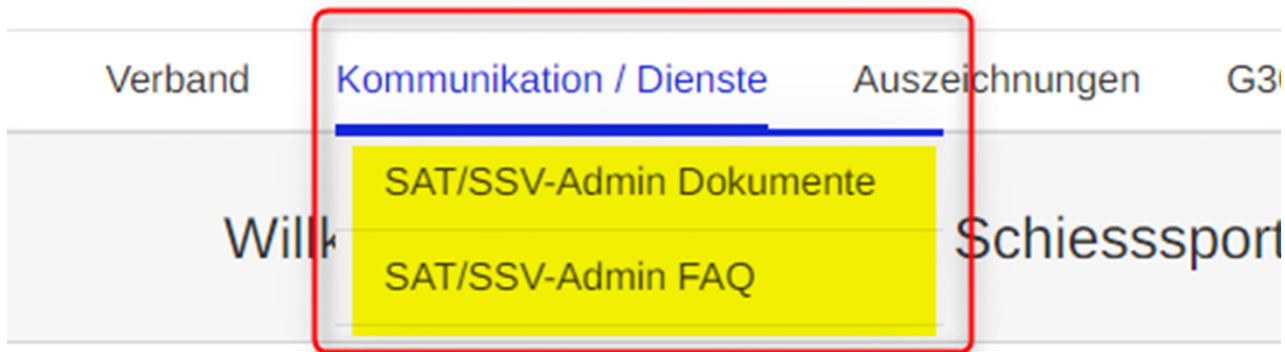 Verband Kommunikation / Dienste Auszeichnungen
SAT/SSV-Admin Dokumente
Schiesssport
SAT/SSV-Admin FAQ